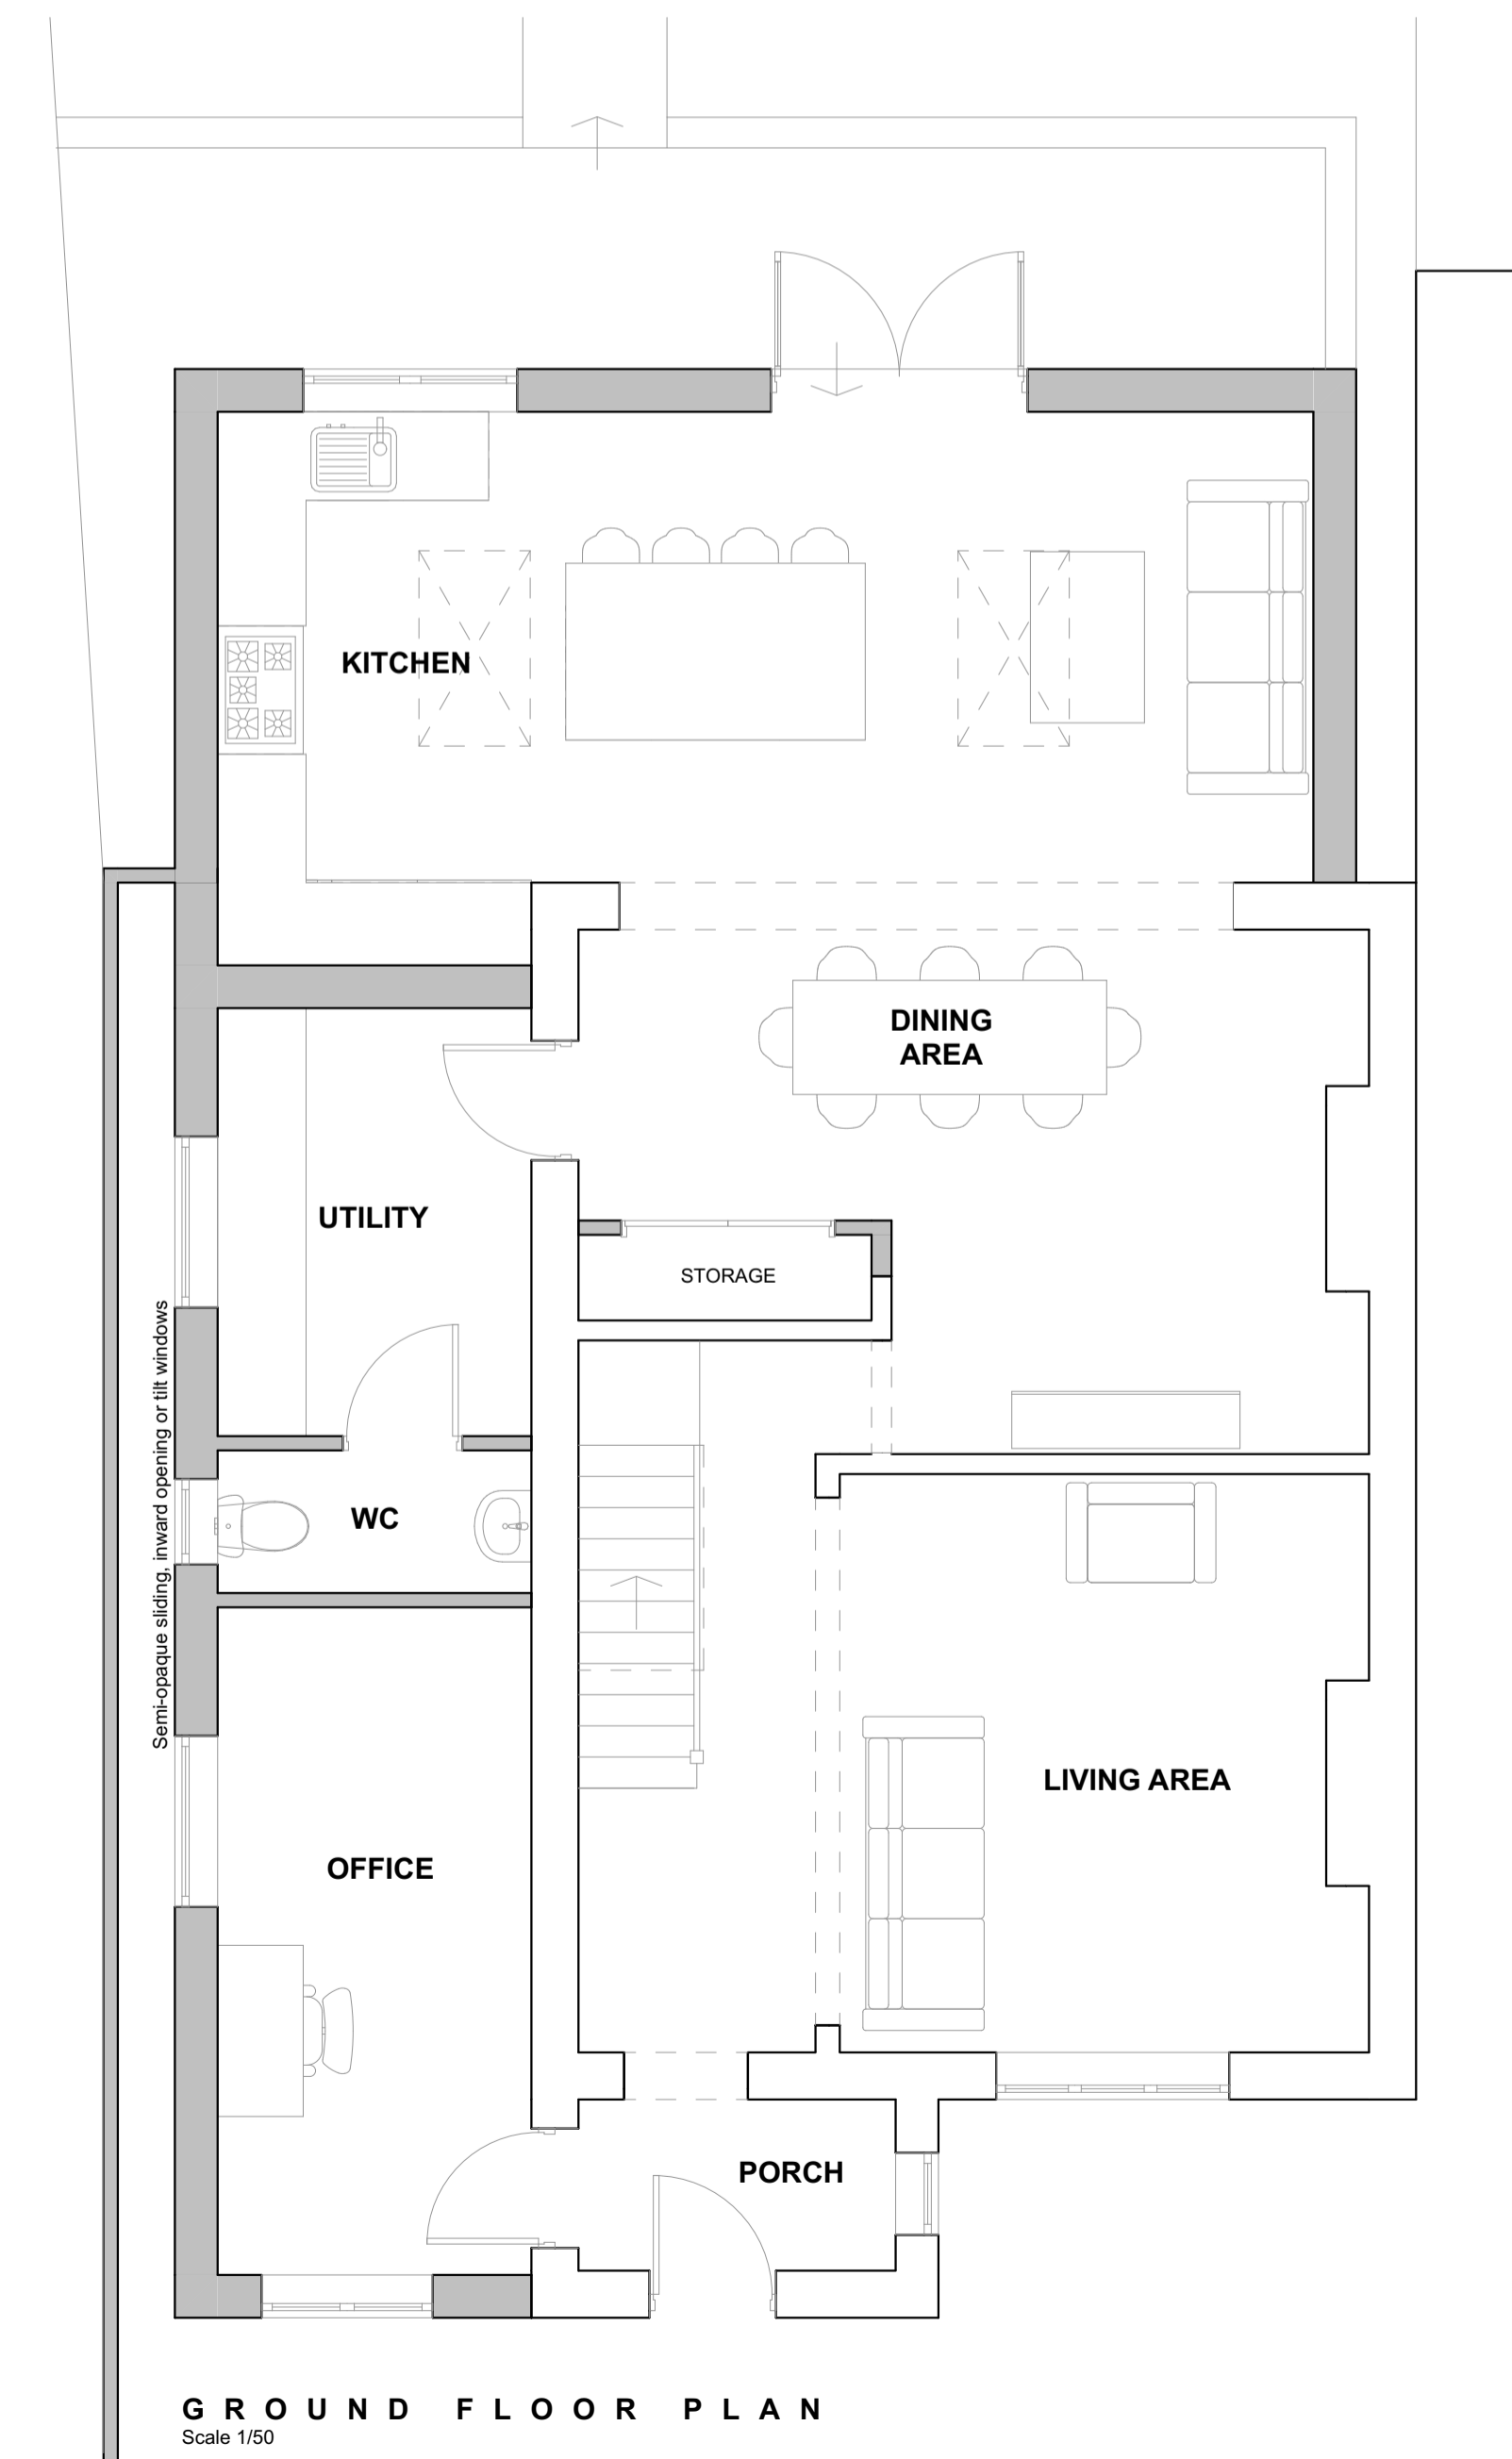 KITCHEN
DINING
AREA
UTILITY
STORAGE
Semi-opaque sliding, inward opening or tilt windows
WC
LIVING AREA
OFFICE
PORCH
GROUND FLOOR PLAN
Scale 1/50